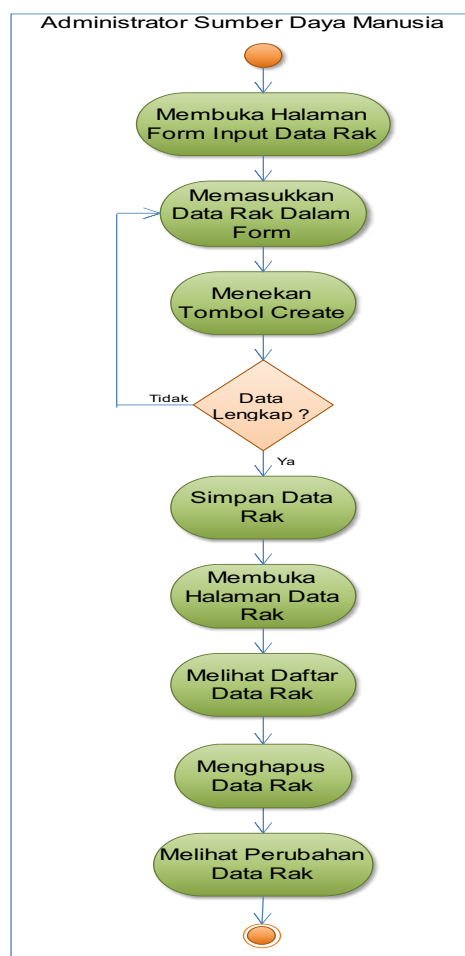 Administrator Sumber Daya Manusia
Membuka Halaman
Form Input Data Rak
Memasukkan
Data Rak Dalam
Form
Menekan
Tombol Create
Data
Lengkap ?
Tidak
Ya
Simpan Data
Rak
Membuka
Halaman Data
Rak
Melihat Daftar
Data Rak
Menghapus
Data Rak
Melihat Perubahan
Data Rak